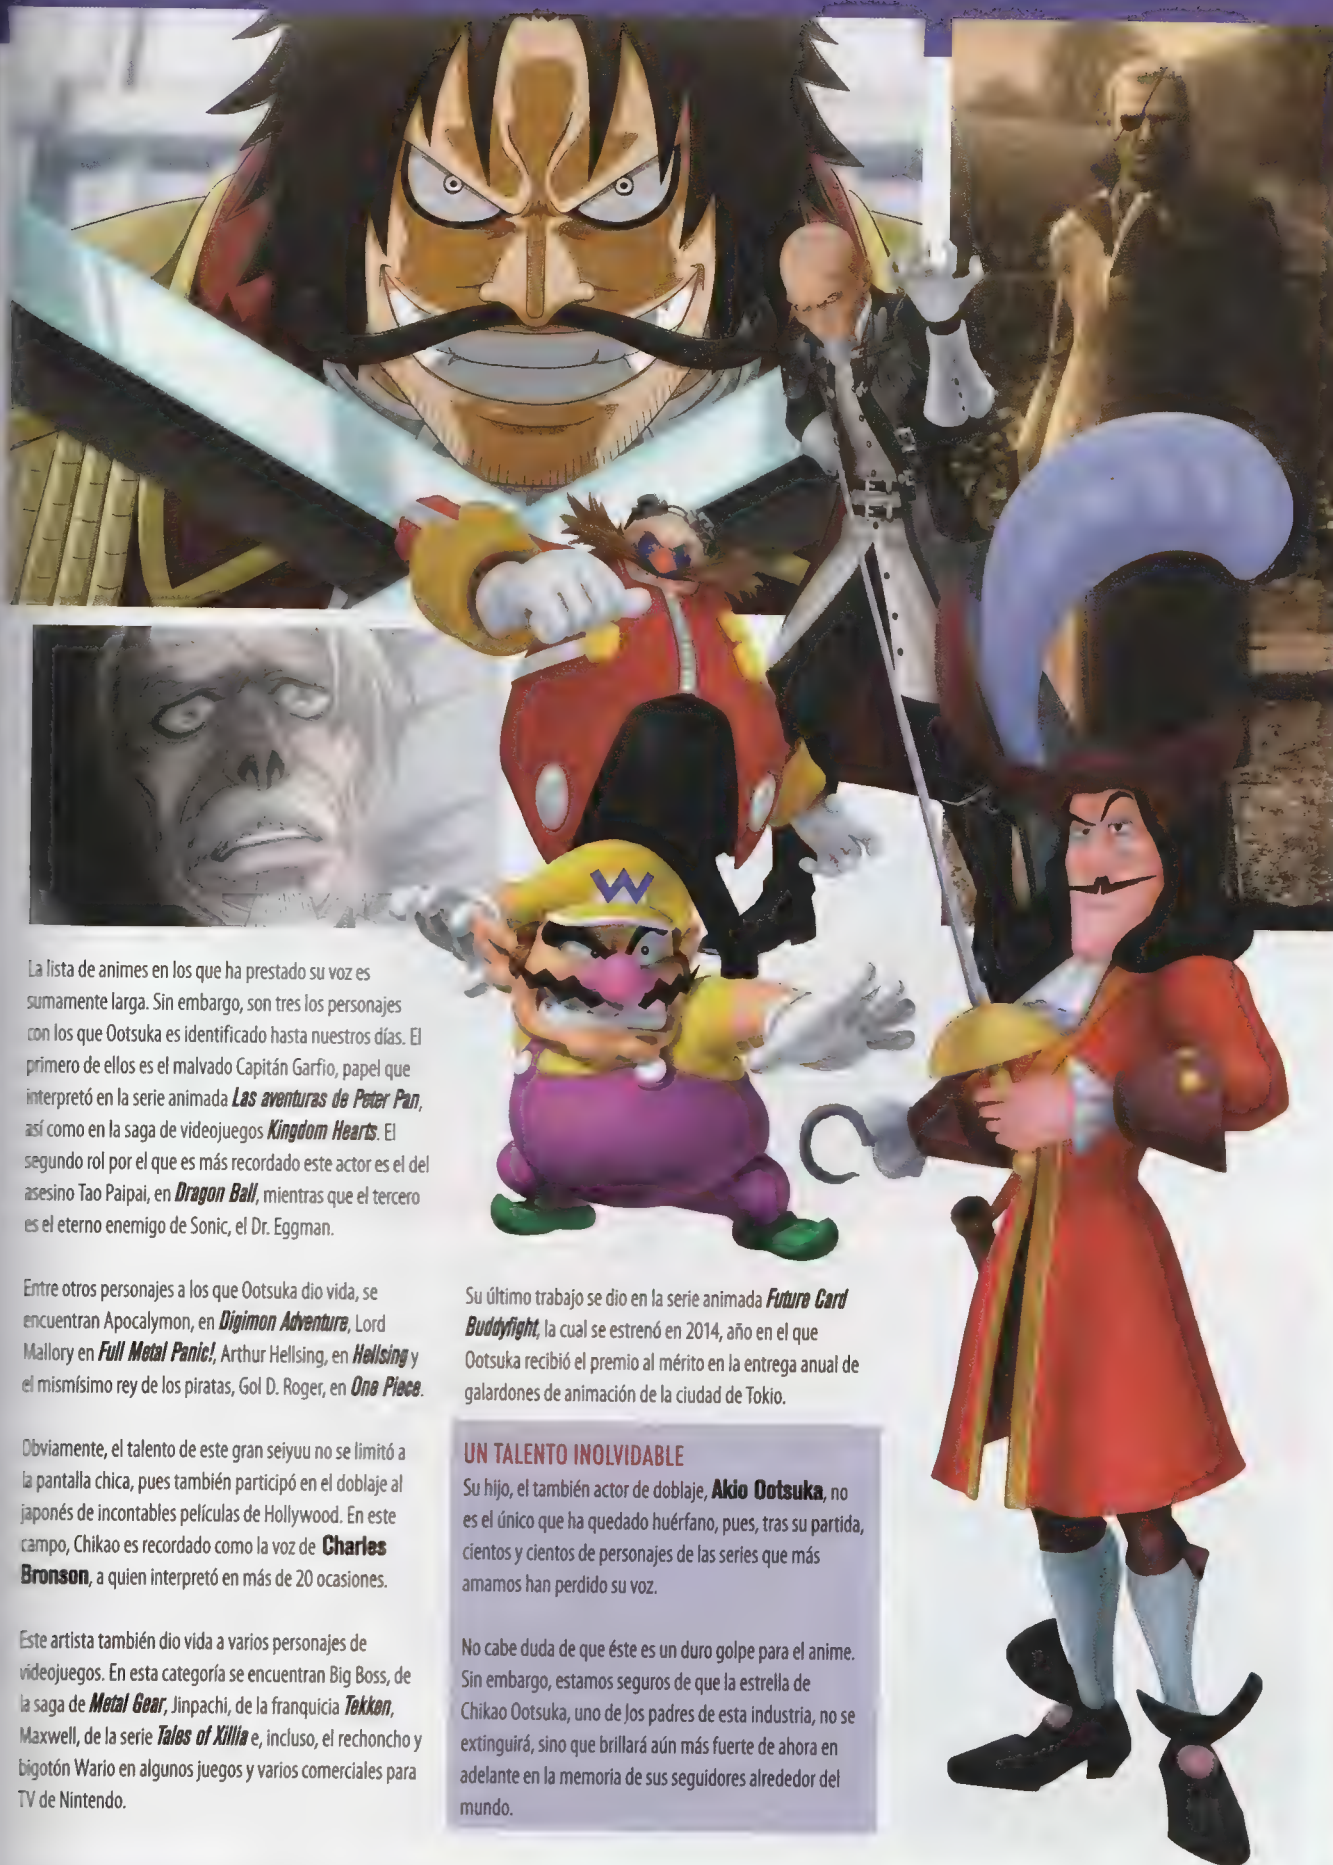 W
La lista de animes en los que ha prestado su voz es
sumamente larga. Sin embargo, son tres los personajes
con los que Ootsuka es identificado hasta nuestros días. El
primero de ellos es el malvado Capitán Garfio, papel que
interpretó en la serie animada Las aventuras de Peter Pan,
así como en la saga de videojuegos Kingdom Hearts. El
segundo rol por el que es más recordado este actor es el del
asesino Tao Paipai, en Dragon Ball, mientras que el tercero
es el eterno enemigo de Sonic, el Dr. Eggman.
Entre otros personajes a los que Ootsuka dio vida, se
encuentran Apocalymon, en Digimon Adventure, Lord
Mallory en Full Metal Panic!, Arthur Hellsing, en Hellsing y
el mismísimo rey de los piratas, Gol D. Roger, en One Piece.
Obviamente, el talento de este gran seiyuu no se limitó a
la pantalla chica, pues también participó en el doblaje al
japonés de incontables películas de Hollywood. En este
campo, Chikao es recordado como la voz de Charles
Bronson, a quien interpretó en más de 20 ocasiones.
Este artista también dio vida a varios personajes de
videojuegos. En esta categoría se encuentran Big Boss, de
la saga de Metal Gear, Jinpachi, de la franquicia Tekken,
Maxwell, de la serie Tales of Xillia e, incluso, el rechoncho y
bigotón Wario en algunos juegos y varios comerciales para
TV de Nintendo.
Su último trabajo se dio en la serie animada Future Card
Buddyfight, la cual se estrenó en 2014, año en el que
Ootsuka recibió el premio al mérito en la entrega anual de
galardones de animación de la ciudad de Tokio.
UN TALENTO INOLVIDABLE
Su hijo, el también actor de doblaje, Akio Ootsuka, no
es el único que ha quedado huérfano, pues, tras su partida,
cientos y cientos de personajes de las series que más
amamos han perdido su voz.
No cabe duda de que éste es un duro golpe para el anime.
Sin embargo, estamos seguros de que la estrella de
Chikao Ootsuka, uno de los padres de esta industria, no se
extinguirá, sino que brillará aún más fuerte de ahora en
adelante en la memoria de sus seguidores alrededor del
mundo.